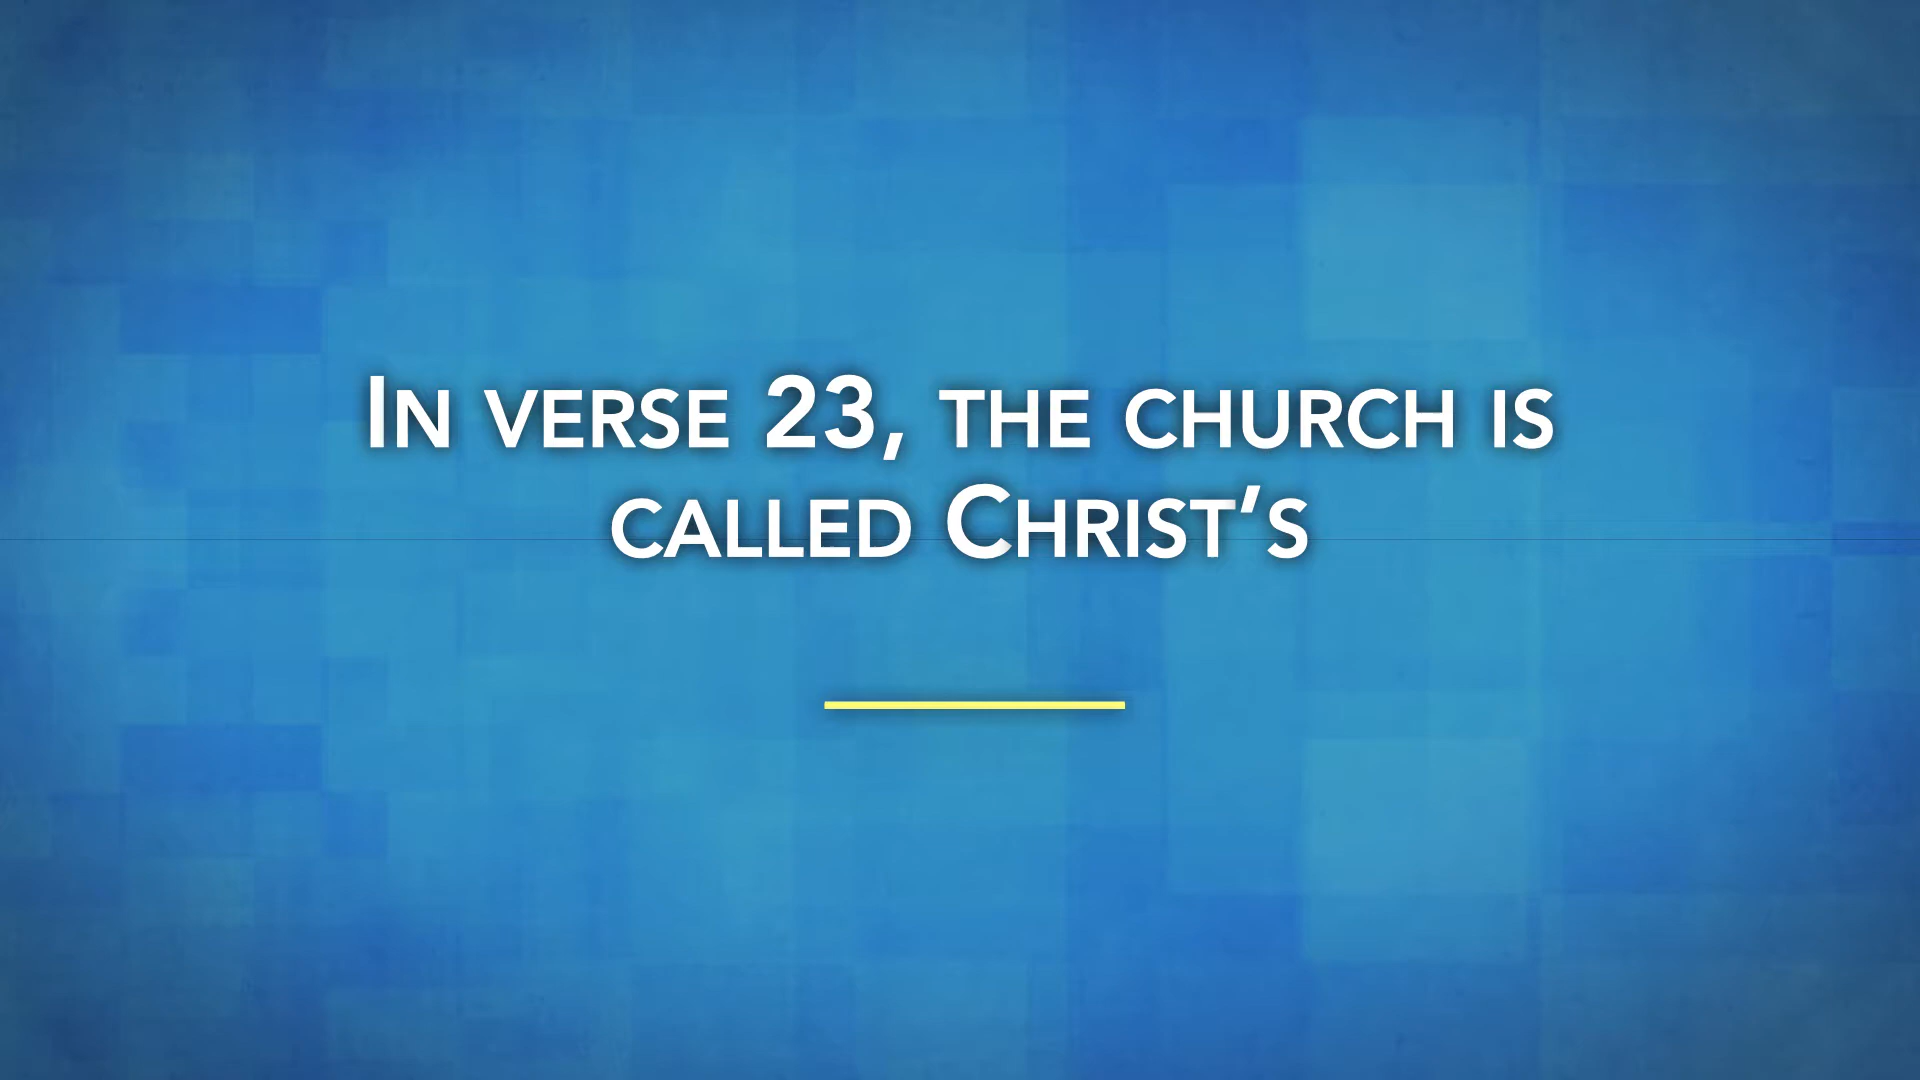 In verse 23, the church is
called Christ’s